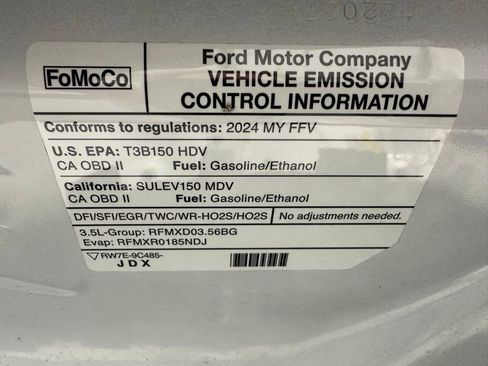 FoMoCo
Ford Motor Company
VEHICLE EMISSION
CONTROL INFORMATION
Conforms to regulations: 2024 MY FFV
U.S. EPA: T3B150 HDV
CA OBD II Fuel: Gasoline/Ethanol
California: SULEV150 MDV
CA OBD II Fuel: Gasoline/Ethanol
DFI/SFI/EGR/TWC/WR-HO2S/HO2S No adjustments needed.
3.5L-Group: RFMXD03.56BG
Evap: RFMXR0185NDJ
RW7E-9C485-
JDX